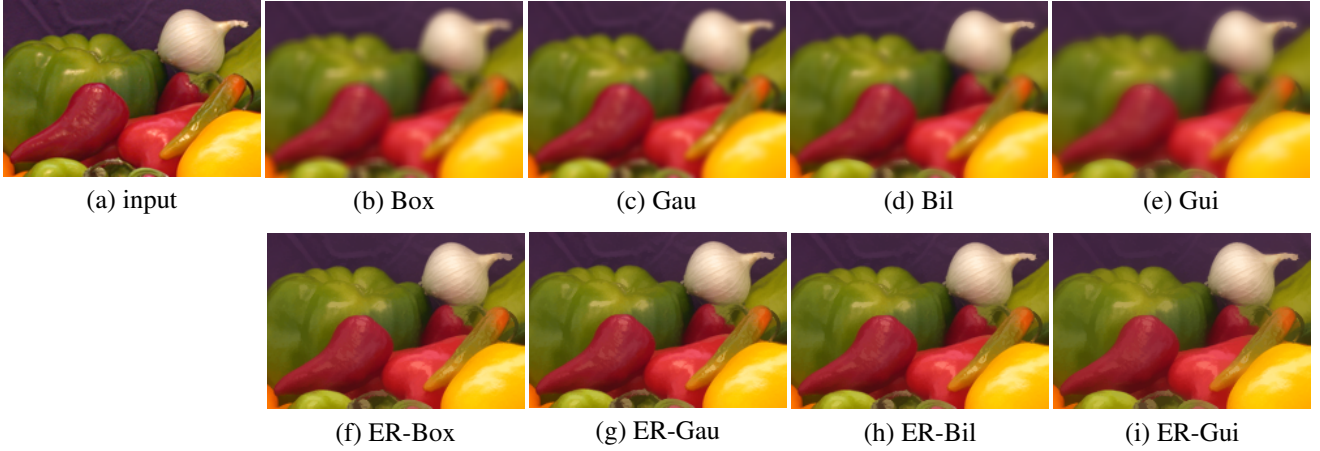 (a) input
(b) Box
(c) Gau
(d) Bil
(e) Gui
(f) ER-Box
(g) ER-Gau
(h) ER-Bil
(i) ER-Gui